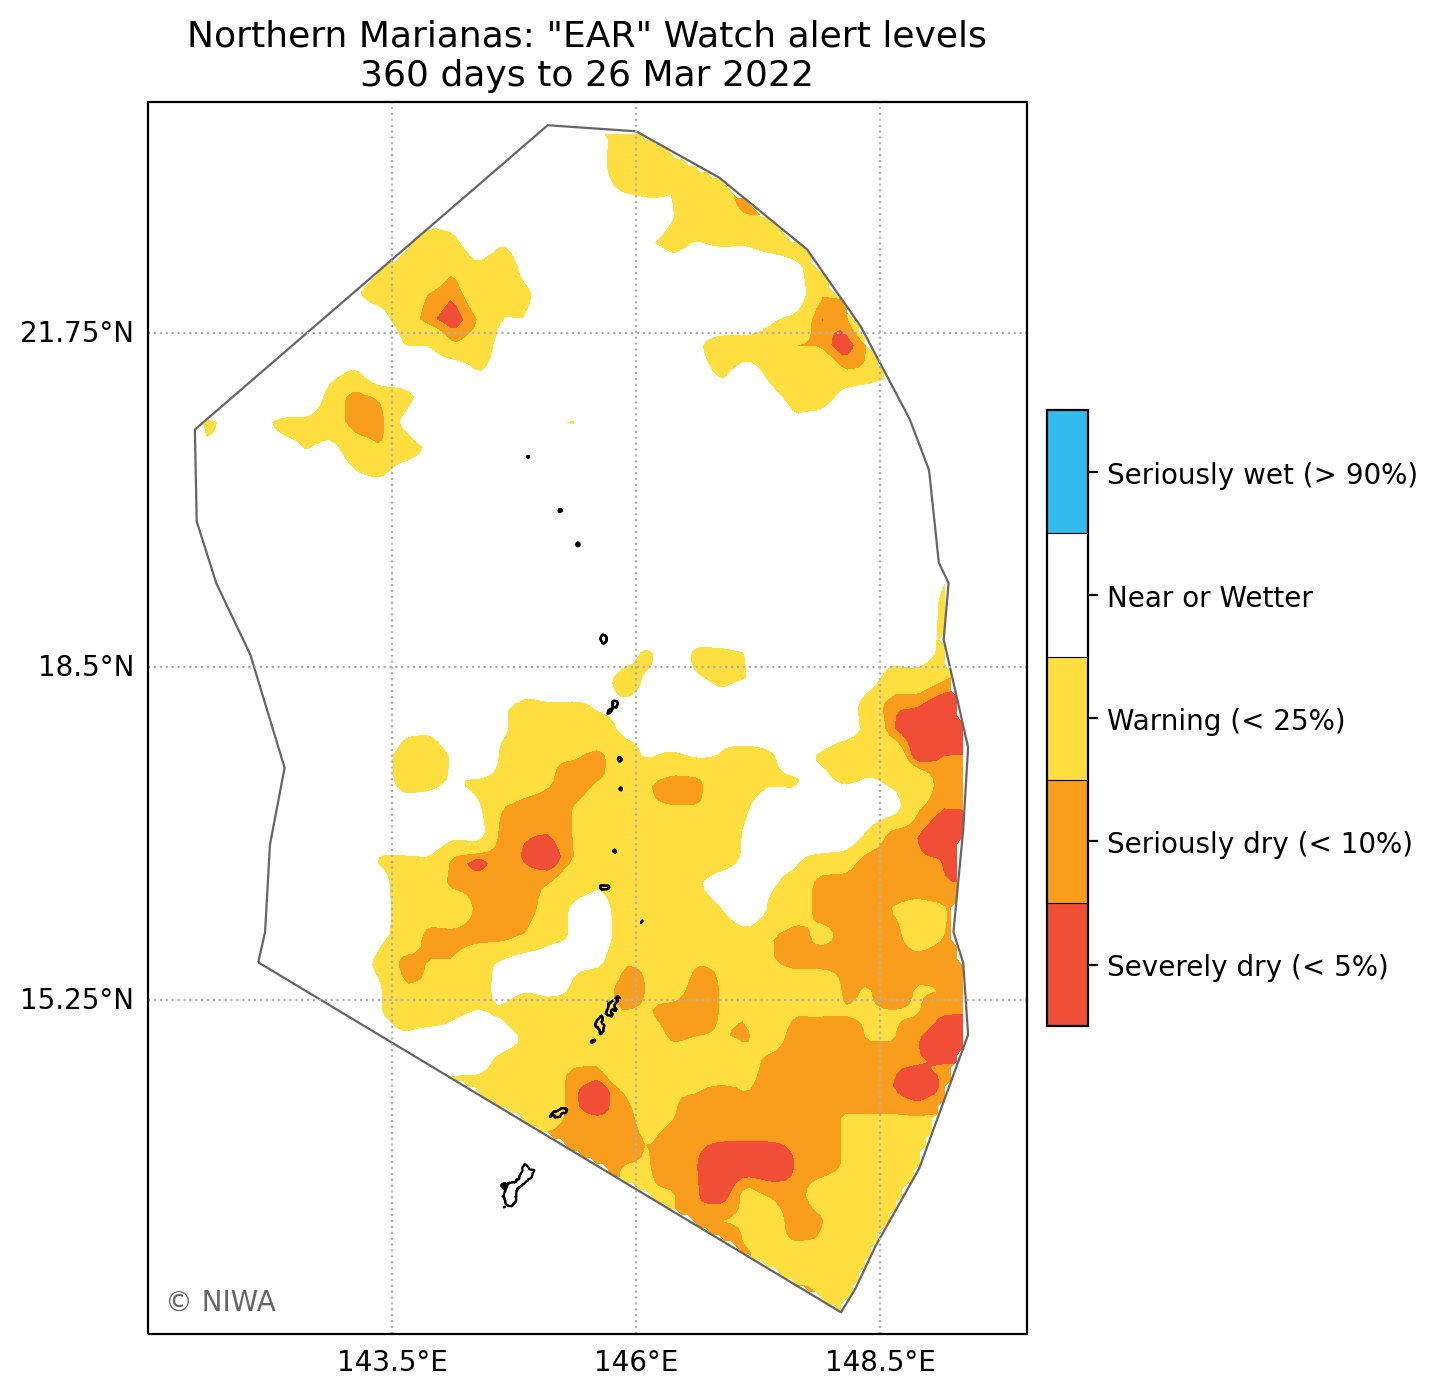 Northern Marianas: "EAR" Watch alert levels
360 days to 26 Mar 2022
21.75°N
18.5°N
15.25°N
143.5°E
146°E
148.5°E
Seriously wet (> 90%)
Near or Wetter
Warning (< 25%)
Seriously dry (< 10%)
Severely dry (< 5%)
© NIWA